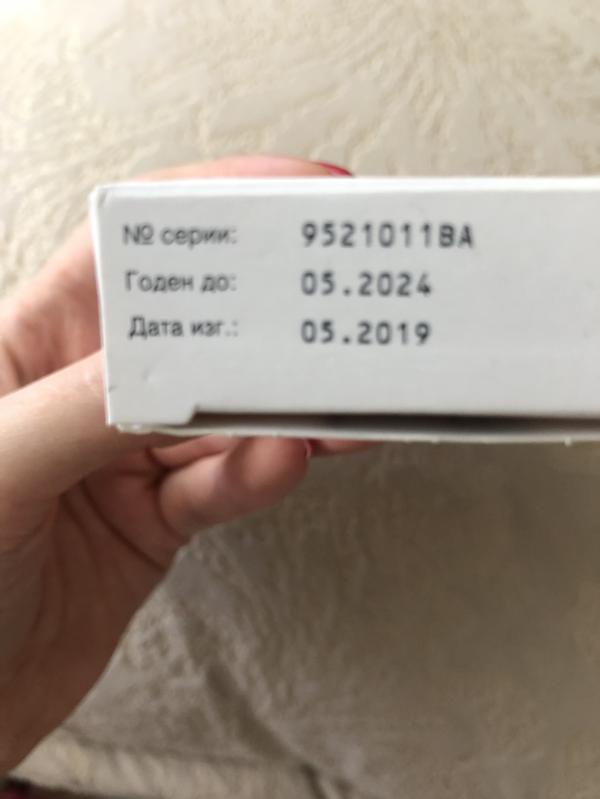 № серии: 9521011BA
Годен до: 05.2024
Дата изг.: 05.2019